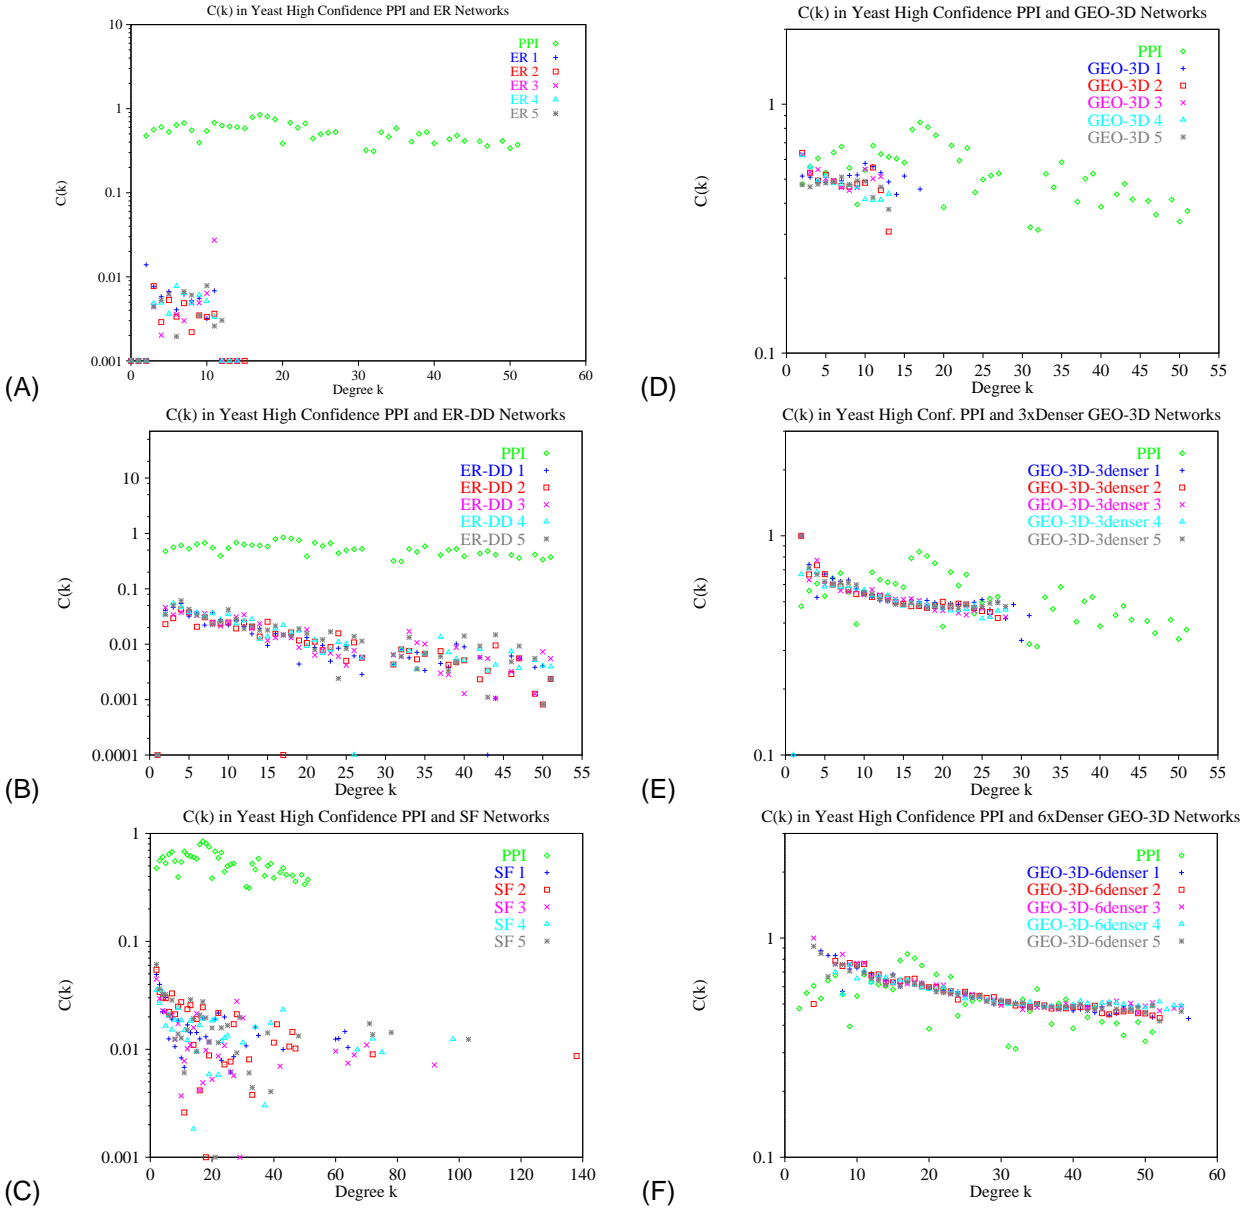 C(k) in Yeast High Confidence PPI and ER Networks
10
1
0.1
0.01
0.001
C(k)
PPI
ER 1
ER 2
ER 3
ER 4
ER 5
0 10 20 30 40 50 60
Degree k
(A)
C(k) in Yeast High Confidence PPI and GEO-3D Networks
1
0.1
C(k)
PPI
GEO-3D 1
GEO-3D 2
GEO-3D 3
GEO-3D 4
GEO-3D 5
0 5 10 15 20 25 30 35 40 45 50 55
Degree k
(D)
C(k) in Yeast High Confidence PPI and ER-DD Networks
10
1
0.1
0.01
0.001
0.0001
C(k)
PPI
ER-DD 1
ER-DD 2
ER-DD 3
ER-DD 4
ER-DD 5
0 5 10 15 20 25 30 35 40 45 50 55
Degree k
(B)
C(k) in Yeast High Conf. PPI and 3xDenser GEO-3D Networks
1
0.1
C(k)
PPI
GEO-3D-3denser 1
GEO-3D-3denser 2
GEO-3D-3denser 3
GEO-3D-3denser 4
GEO-3D-3denser 5
0 5 10 15 20 25 30 35 40 45 50 55
Degree k
(E)
C(k) in Yeast High Confidence PPI and SF Networks
1
0.1
0.01
0.001
C(k)
PPI
SF 1
SF 2
SF 3
SF 4
SF 5
0 20 40 60 80 100 120 140
Degree k
(C)
C(k) in Yeast High Confidence PPI and 6xDenser GEO-3D Networks
1
0.1
C(k)
PPI
GEO-3D-6denser 1
GEO-3D-6denser 2
GEO-3D-6denser 3
GEO-3D-6denser 4
GEO-3D-6denser 5
0 10 20 30 40 50 60
Degree k
(F)